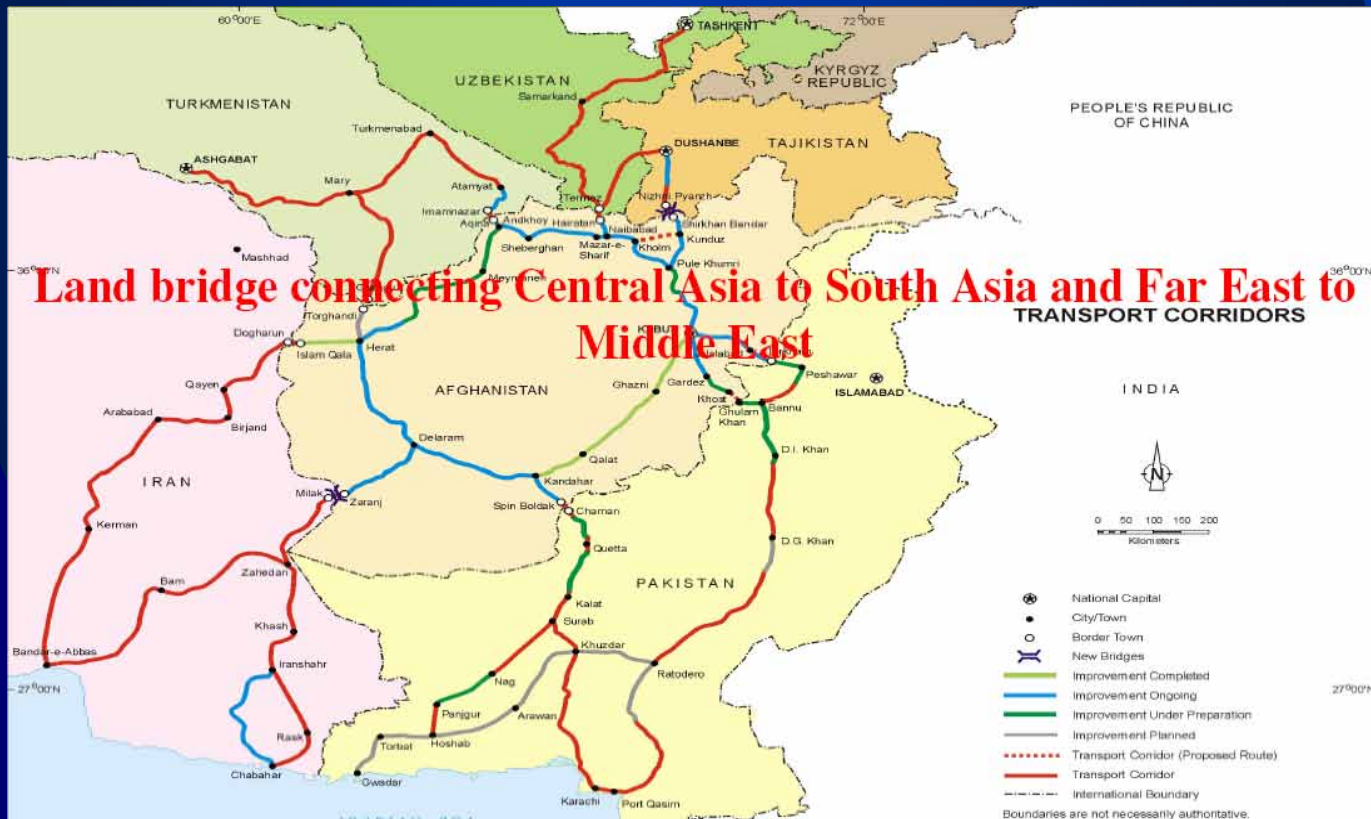 60°00'E
72°00'E
TASHKENT
KYRGYZ
REPUBLIC
UZBEKISTAN
Samarkand
TURKMENISTAN
PEOPLE'S REPUBLIC
OF CHINA
Turkmenabad
DUSHANBE
TAJIKISTAN
ASHGABAT
Mary
Atamyat
Nizhni Pyanzh
Termez
Imamnazar
Andkhoy
Hairatan
Shirkhan Bandar
Aqina
Naibabad
Kunduz
Sheberghan
Mazar-e-
Sharif
Kholm
Mashhad
Pule Khumri
36°00'N
36°00'N
Land bridge connecting Central Asia to South Asia and Far East to
Middle East
TRANSPORT CORRIDORS
Torghandi
Dogharun
Herat
Islam Qala
Peshawar
Qayen
AFGHANISTAN
Ghazni
Gardez
ISLAMABAD
INDIA
Arababad
Birjand
Khost
Ghulam
Khan
Bannu
Delaram
D.I. Khan
Qalat
IRAN
Kandahar
Milak
Zaranj
Spin Boldak
Chaman
N
Kerman
0 50 100 150 200
Kilometers
Quetta
D.G. Khan
Zahedan
PAKISTAN
Bam
Kalat
National Capital
Surab
City/Town
Khash
Border Town
Khuzdar
New Bridges
Bandar-e-Abbas
Iranshahr
Ratodero
Improvement Completed
Nag
27°00'N
27°00'N
Improvement Ongoing
Panjgur
Arawan
Improvement Under Preparation
Rask
Torbat
Hoshab
Improvement Planned
Transport Corridor (Proposed Route)
Chabahar
Gwadar
Transport Corridor
Karachi
Port Qasim
International Boundary
Boundaries are not necessarily authoritative.